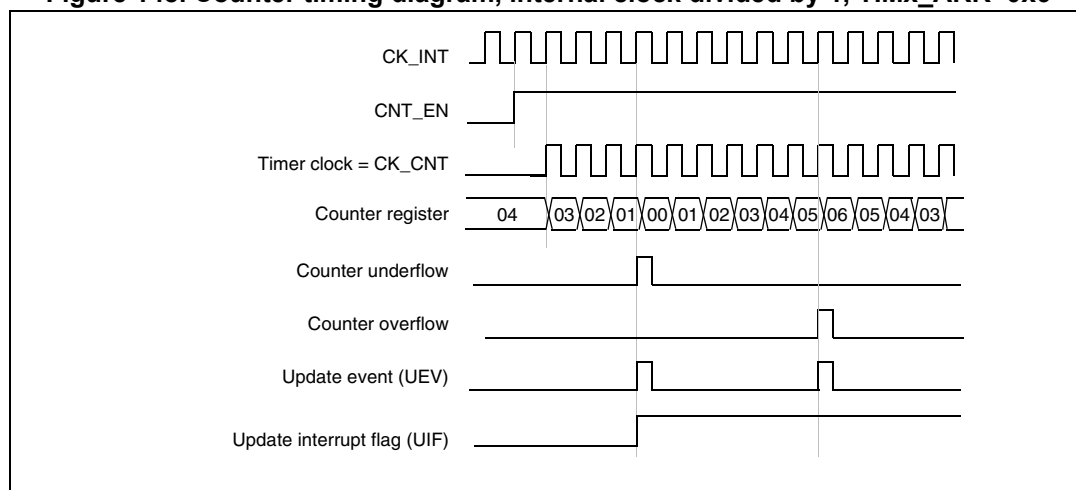 Figure Counter timing diagram, internal clock divided by 1,
CK_INT
CNT_EN
Timer clock = CK_CNT
Counter register 04 03 02 01 00 01 02 03 04 05 06 05 04 03
Counter underflow
Counter overflow
Update event (UEV)
Update interrupt flag (UIF)